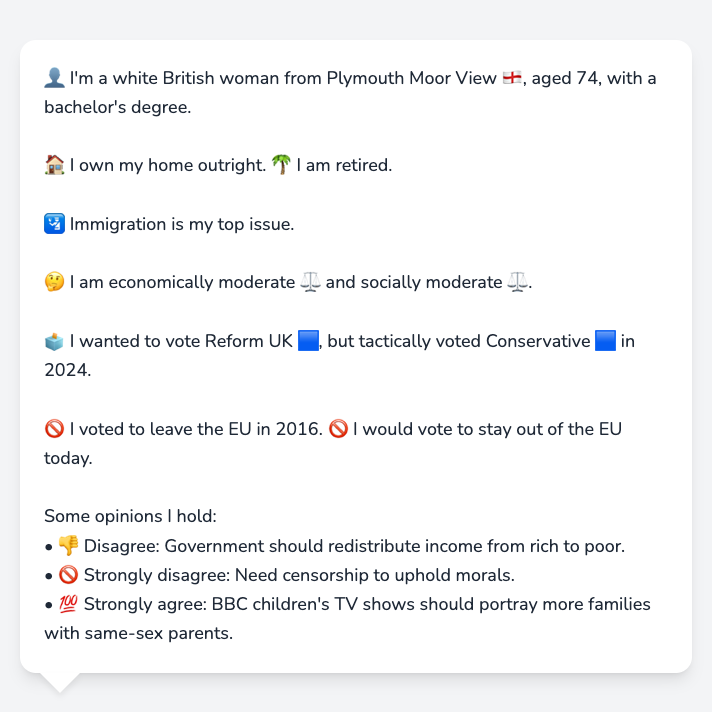 👤 I'm a white British woman from Plymouth Moor View 🏴󠁧󠁢󠁥󠁮󠁧󠁿, aged 74, with a
bachelor's degree.
🏠 I own my home outright. 🌴 I am retired.
🛂 Immigration is my top issue.
🤔 I am economically moderate ⚖️ and socially moderate ⚖️.
🗳️ I wanted to vote Reform UK 🟦, but tactically voted Conservative 🟦 in
2024.
🚫 I voted to leave the EU in 2016. 🚫 I would vote to stay out of the EU
today.
Some opinions I hold:
• 👎 Disagree: Government should redistribute income from rich to poor.
• 🚫 Strongly disagree: Need censorship to uphold morals.
• 💯 Strongly agree: BBC children's TV shows should portray more families
with same-sex parents.